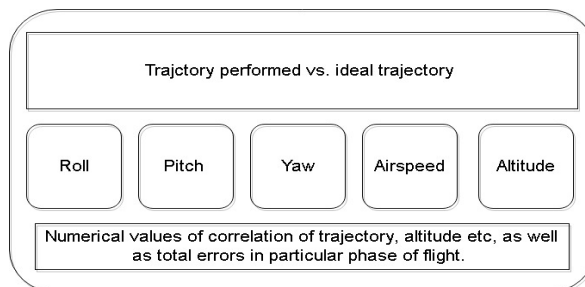 Trajctory performed vs. ideal trajectory
Roll Pitch Yaw Airspeed Altitude
Numerical values of correlation of trajectory, altitude etc, as well
as total errors in particular phase of flight.